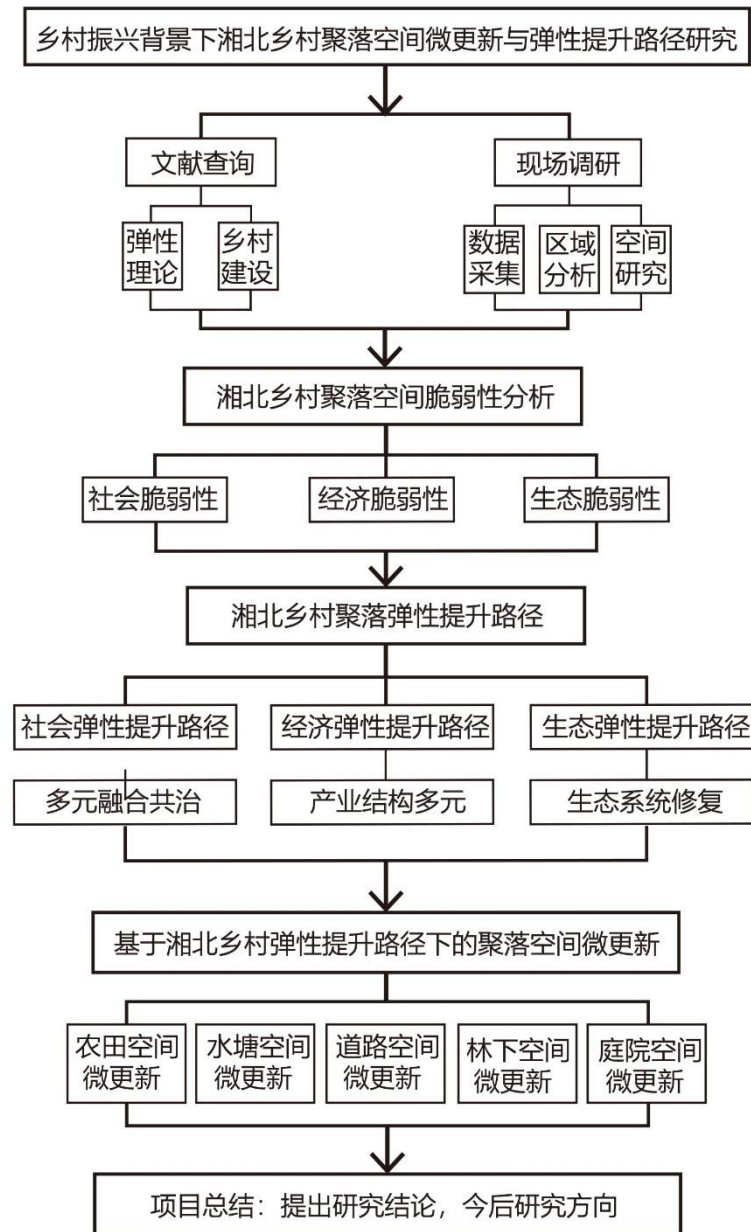 乡村振兴背景下湘北乡村聚落空间微更新与弹性提升路径研究
文献查询
现场调研
弹性
理论
乡村
建设
数据
采集
区域
分析
空间
研究
湘北乡村聚落空间脆弱性分析
社会脆弱性
经济脆弱性
生态脆弱性
湘北乡村聚落弹性提升路径
社会弹性提升路径
经济弹性提升路径
生态弹性提升路径
多元融合共治
产业结构多元
生态系统修复
基于湘北乡村弹性提升路径下的聚落空间微更新
农田空间
微更新
水塘空间
微更新
道路空间
微更新
林下空间
微更新
庭院空间
微更新
项目总结：提出研究结论，今后研究方向